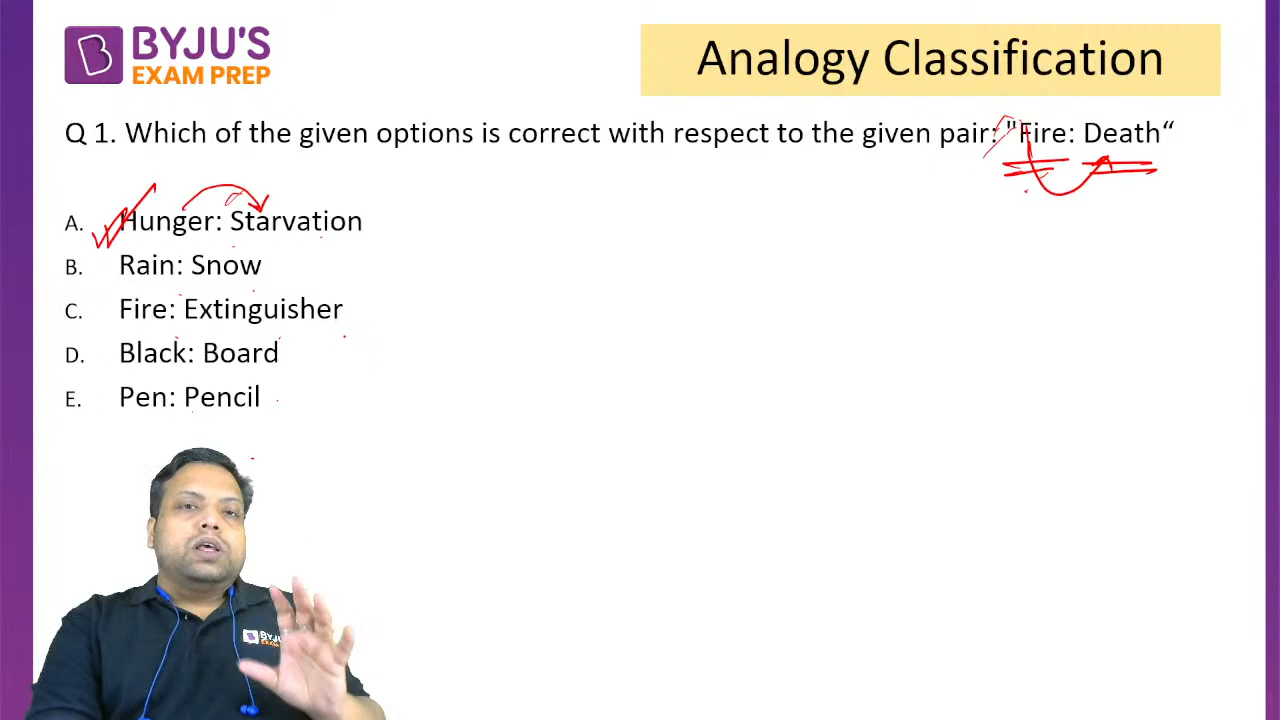 BYJU'S
EXAM PREP
Analogy Classification
Q 1. Which of the given options is correct with respect to the given pair: "Fire: Death“
A. Hunger: Starvation
B. Rain: Snow
C. Fire: Extinguisher
D. Black: Board
E. Pen: Pencil
BYJU'S